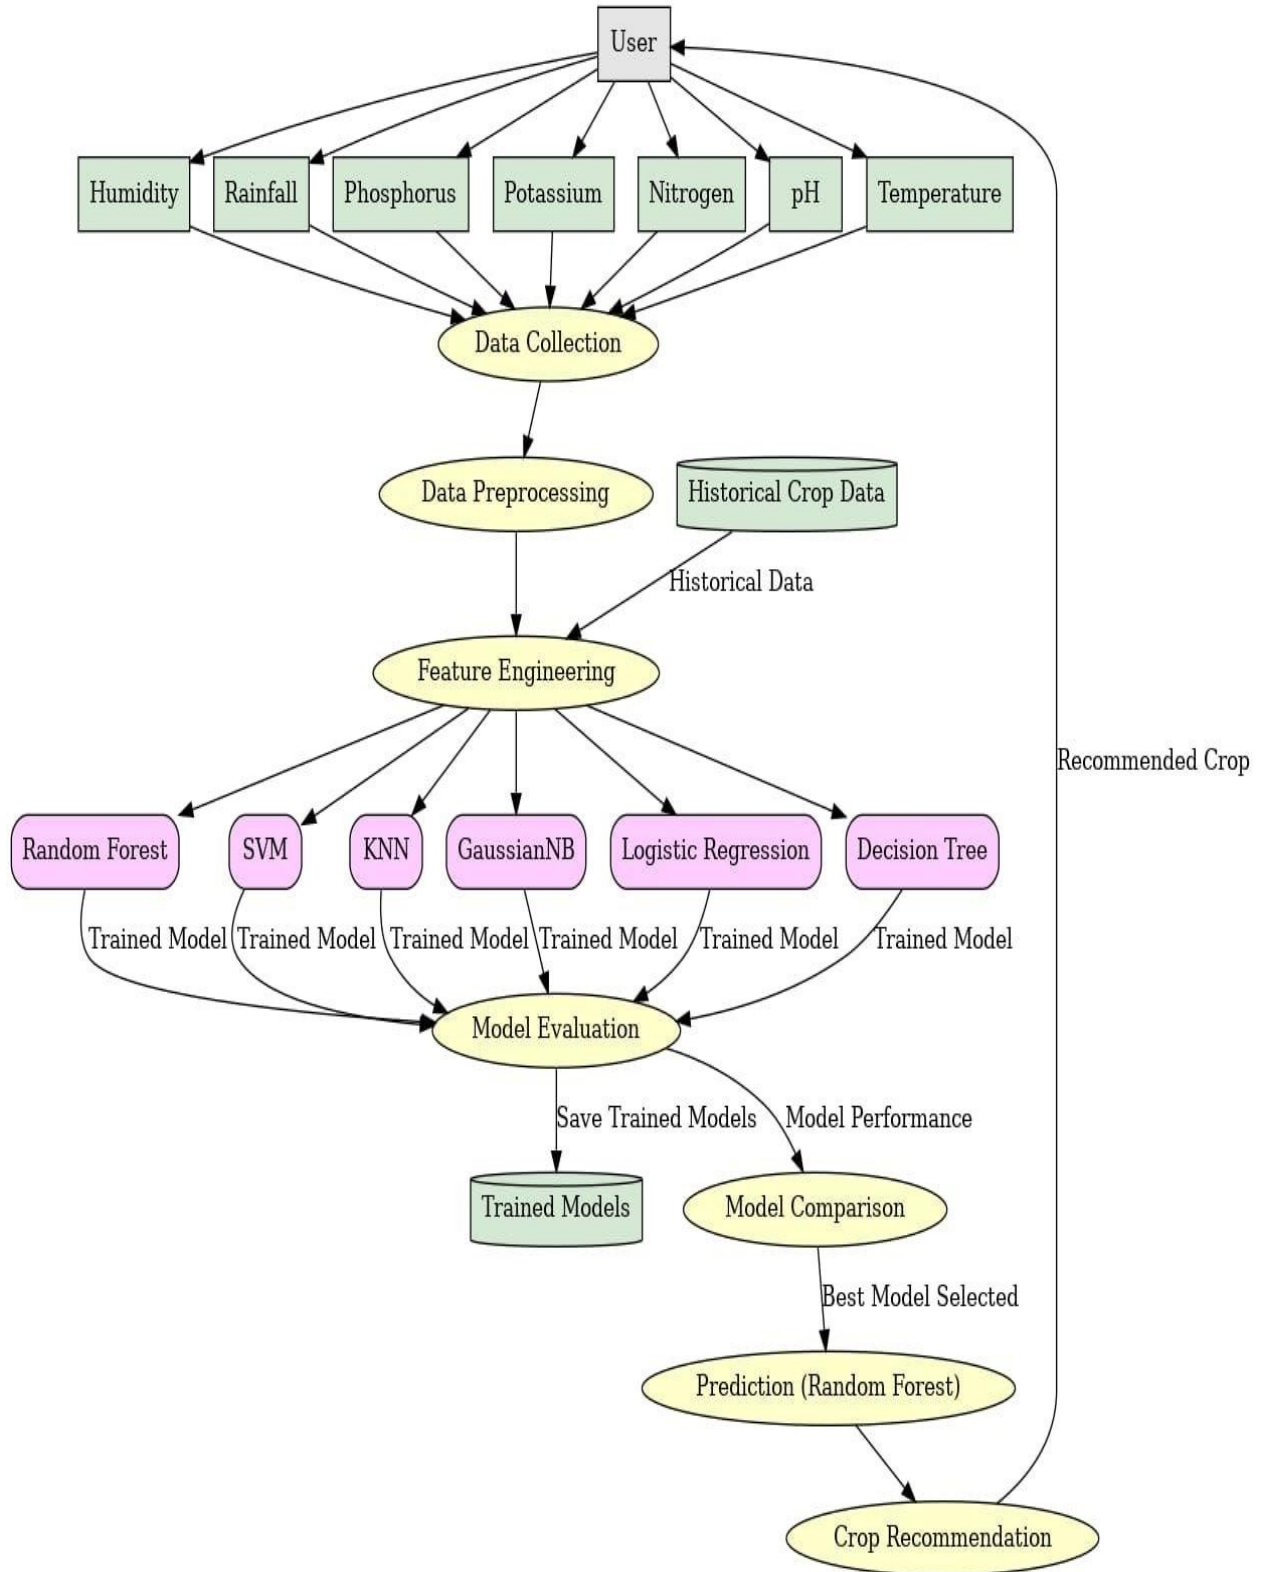 User
Humidity
Rainfall
Phosphorus
Potassium
Nitrogen
pH
Temperature
Data Collection
Data Preprocessing
Historical Crop Data
Historical Data
Feature Engineering
Recommended Crop
Random Forest
SVM
KNN
GaussianNB
Logistic Regression
Decision Tree
Trained Model
Trained Model
Trained Model
Trained Model
Trained Model
Trained Model
Model Evaluation
Save Trained Models
Model Performance
Trained Models
Model Comparison
Best Model Selected
Prediction (Random Forest)
Crop Recommendation